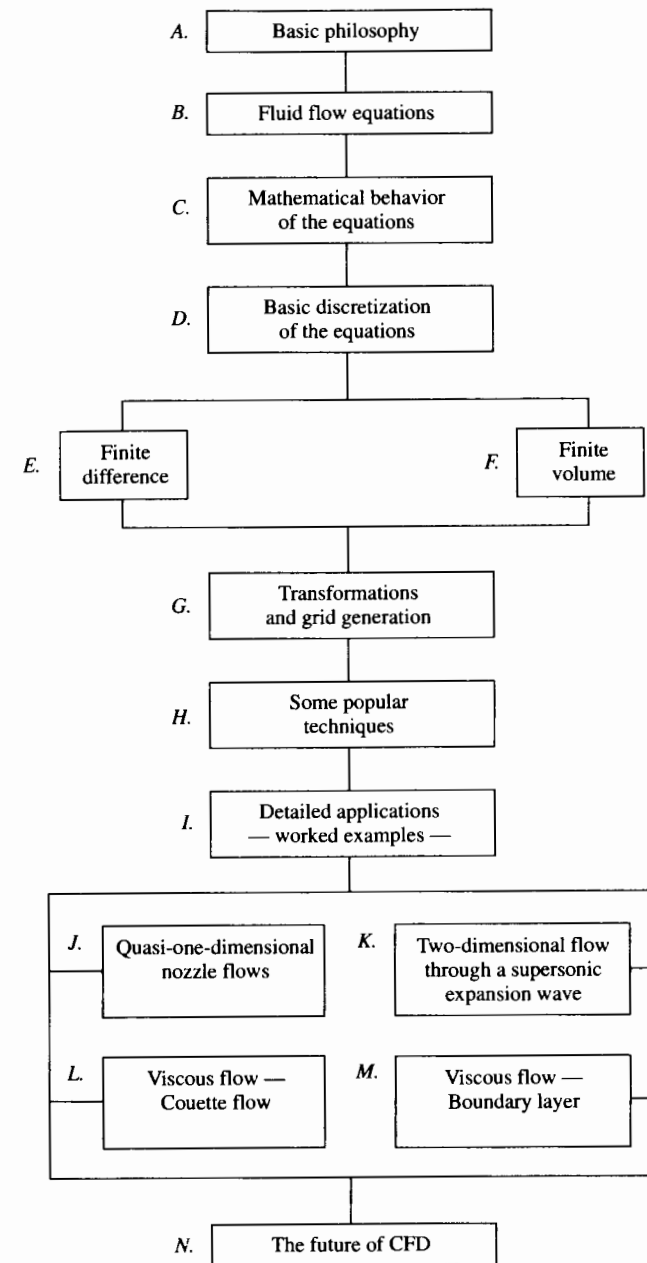 A. Basic philosophy
B. Fluid flow equations
C. Mathematical behavior
of the equations
D. Basic discretization
of the equations
E. Finite
difference
F. Finite
volume
G. Transformations
and grid generation
H. Some popular
techniques
I. Detailed applications
— worked examples —
J. Quasi-one-dimensional
nozzle flows
K. Two-dimensional flow
through a supersonic
expansion wave
L. Viscous flow —
Couette flow
M. Viscous flow —
Boundary layer
N. The future of CFD